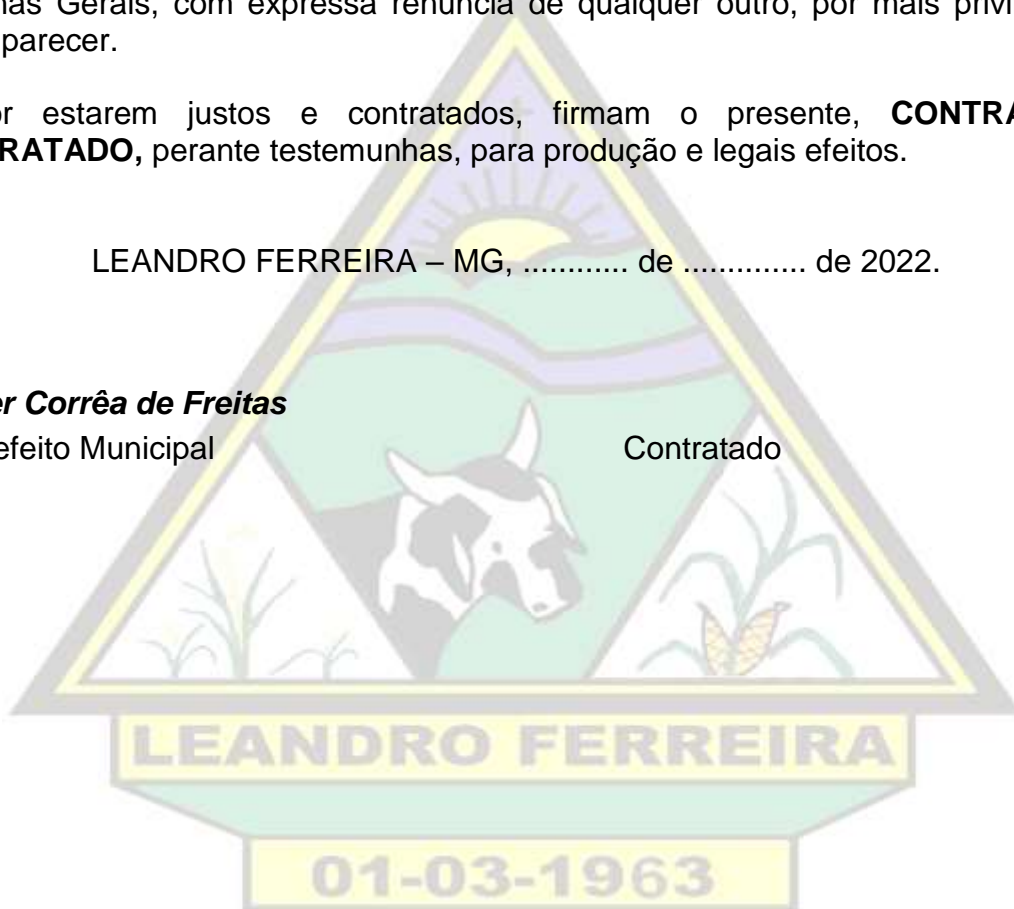 nas Gerais, com expressa renúncia de qualquer outro, por mais privi
parecer.
or estarem justos e contratados, firmam o presente, CONTRA
RATADO, perante testemunhas, para produção e legais efeitos.
LEANDRO FERREIRA – MG, ............ de .............. de 2022.
er Corrêa de Freitas
efeito Municipal Contratado
LEANDRO FERREIRA
01-03-1963